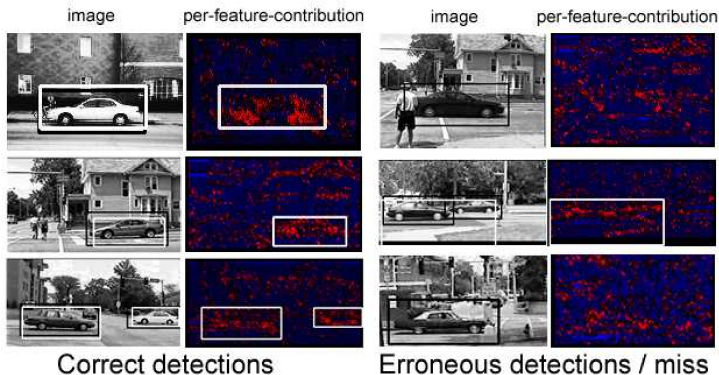 image per-feature-contribution image per-feature-contribution
Correct detections Erroneous detections / miss